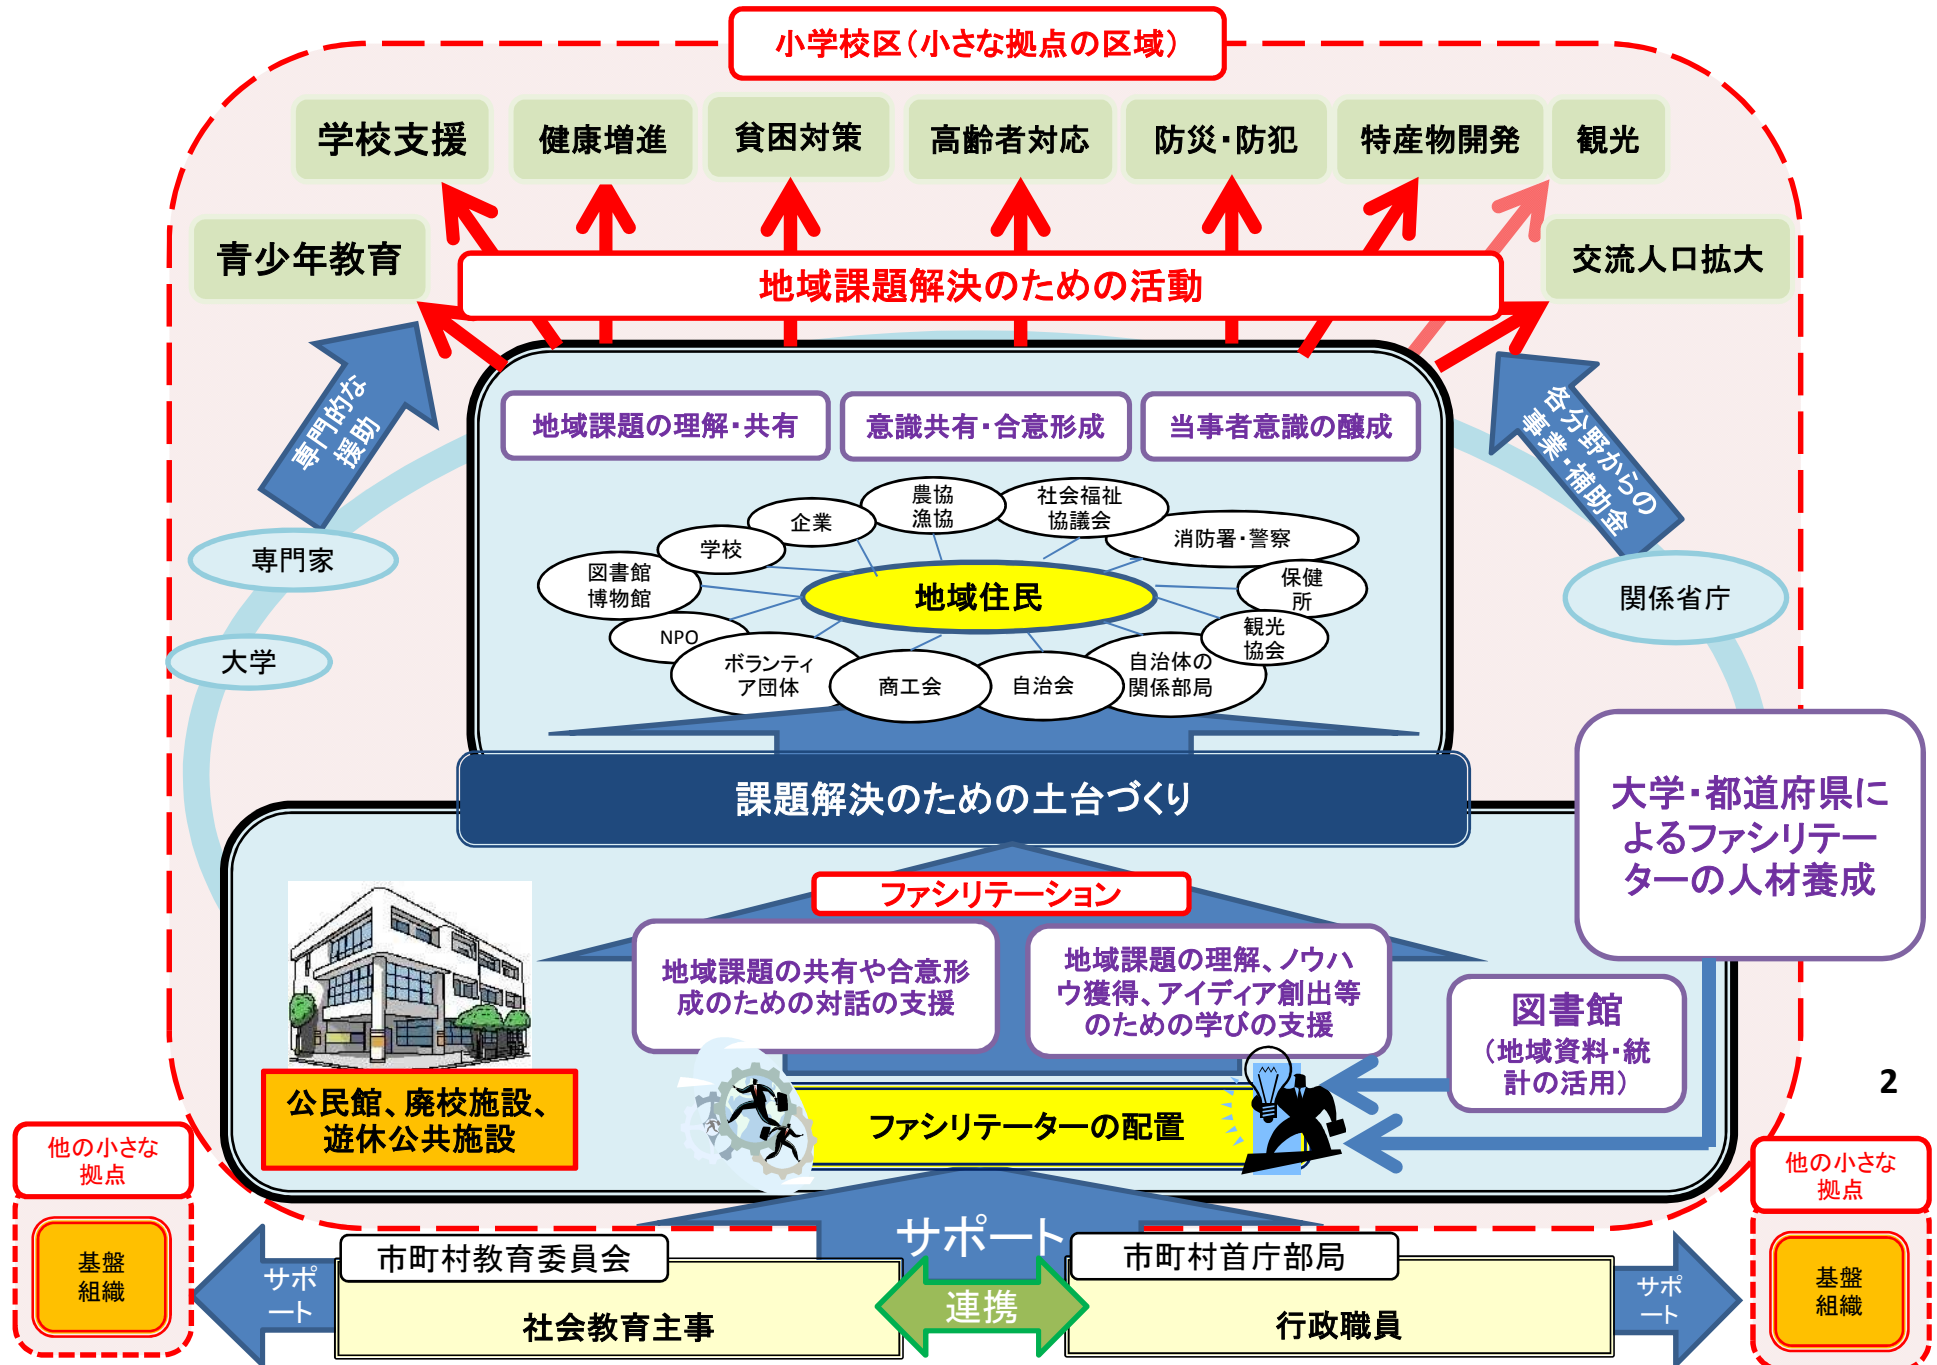 小学校区（小さな拠点の区域）
学校支援
健康増進
貧困対策
高齢者対応
防災・防犯
特産物開発
観光
青少年教育
交流人口拡大
地域課題解決のための活動
専門的な
援助
各分野からの
事業・補助金
地域課題の理解・共有
意識共有・合意形成
当事者意識の醸成
農協
漁協
社会福祉
協議会
企業
消防署・警察
学校
図書館
博物館
保健
所
地域住民
NPO
観光
協会
ボランティ
ア団体
商工会
自治会
自治体の
関係部局
専門家
大学
関係省庁
課題解決のための土台づくり
大学・都道府県に
よるファシリテー
ターの人材養成
ファシリテーション
地域課題の共有や合意形
成のための対話の支援
地域課題の理解、ノウハ
ウ獲得、アイディア創出等
のための学びの支援
図書館
（地域資料・統
計の活用）
公民館、廃校施設、
遊休公共施設
ファシリテーターの配置
2
他の小さな
拠点
基盤
組織
サポ
ート
市町村教育委員会
社会教育主事
サポート
連携
市町村首庁部局
行政職員
サポ
ート
他の小さな
拠点
基盤
組織